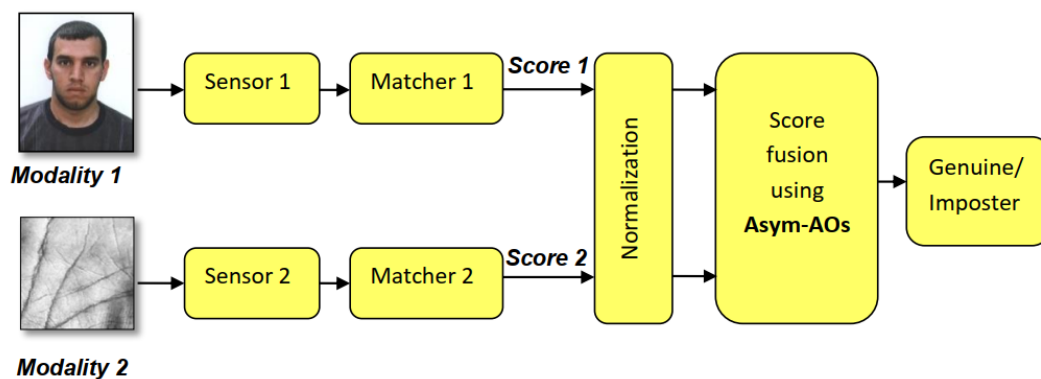 Modality 1
Sensor 1
Matcher 1
Score 1
Modality 2
Sensor 2
Matcher 2
Score 2
Normalization
Score
fusion
using
Asym-AOs
Genuine/
Imposter